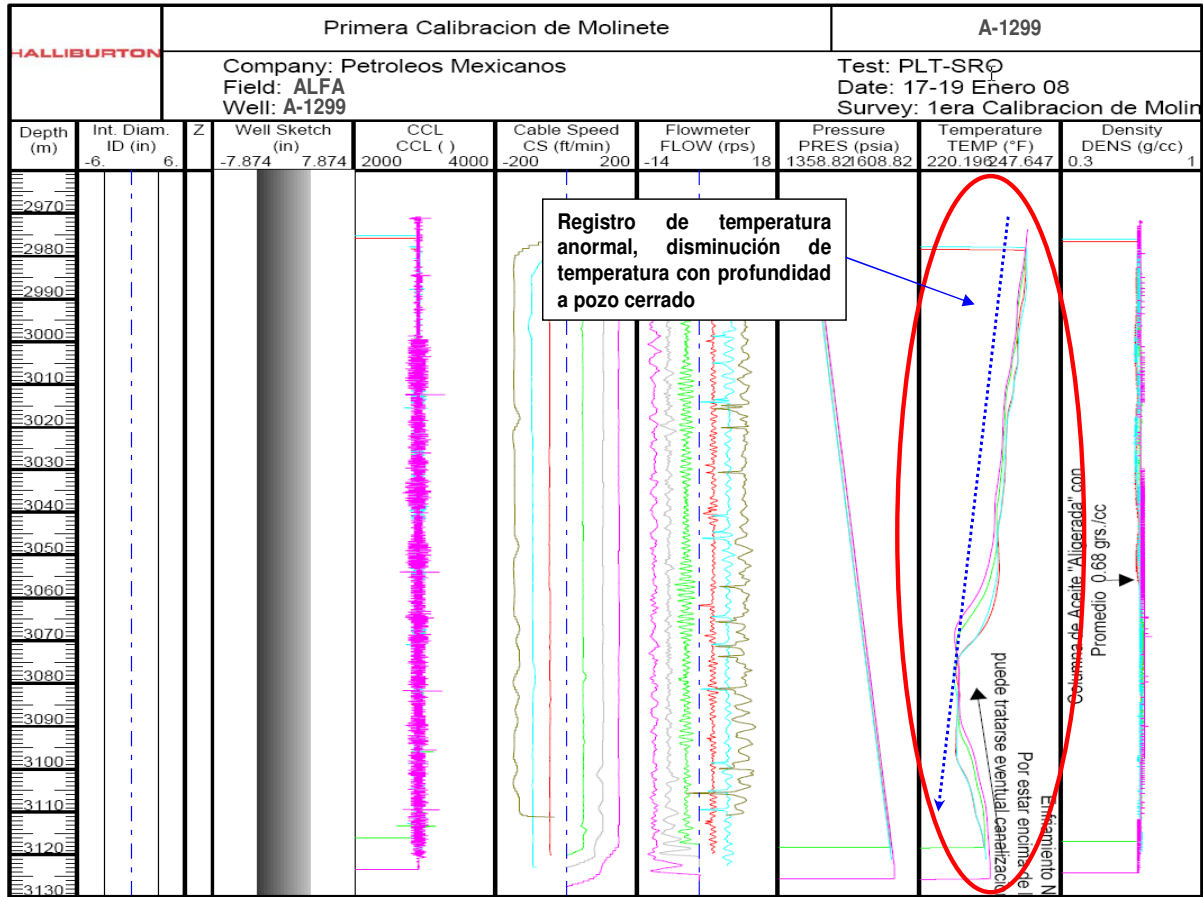 HALLIBURTON
Primera Calibracion de Molinete
A-1299
Company: Petroleos Mexicanos
Field: ALFA
Well: A-1299
Test: PLT-SRO
Date: 17-19 Enero 08
Survey: 1era Calibracion de Molin
Depth
(m)
Int. Diam.
ID (in)
-6. 6.
Z
Well Sketch
(in)
-7.874 7.874
CCL
CCL ( )
2000 4000
Cable Speed
CS (ft/min)
-200 200
Flowmeter
FLOW (rps)
-14 18
Pressure
PRES (psia)
1358.82 1608.82
Temperature
TEMP (°F)
220.196 247.647
Density
DENS (g/cc)
0.3 1
2970
2980
2990
3000
3010
3020
3030
3040
3050
3060
3070
3080
3090
3100
3110
3120
3130
Registro de temperatura
anormal, disminución de
temperatura con profundidad
a pozo cerrado
Columna de Aceite "Aligerada" con
Promedio 0.68 grs./cc
Enfriamiento N
Por estar encima de l
puede tratarse eventual canalizació